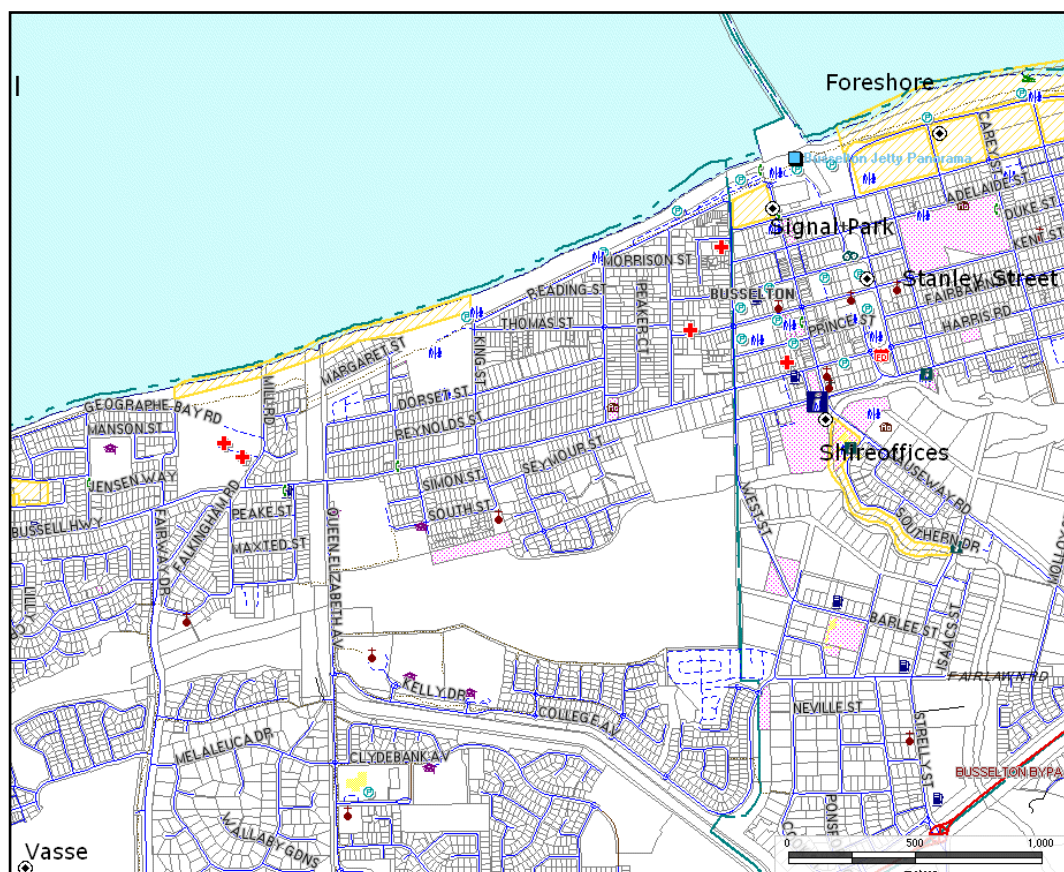 Foreshore
Busselton Jetty Panorama
CAREY ST
ADELAIDE ST
DUKE ST
KENT ST
Signal Park
MORRISON ST
Stanley Street
READING ST
BUSSELTON
PEAKER CT
THOMAS ST
PRINCE ST
HARRIS RD
MARGARET ST
KING ST
MILL RD
DORSET ST
GEOGRAPHE BAY RD
REYNOLDS ST
MANSON ST
SEYMOUR ST
Shireoffices
JENSEN WAY
SIMON ST
CAUSEWAY RD
FALKINGHAM RD
PEAKE ST
SOUTH ST
WEST ST
BUSSELL HWY
SOUTHERN DR
MAXTED ST
FAIRWAY DR
QUEEN ELIZABETH AV
BARLEE ST
ISAACS ST
FAIRLAWN RD
KELLY DR
NEVILLE ST
COLLEGE AV
STRELLY ST
MELALEUCA DR
CLYDEBANK AV
BUSSELTON BYPA
WALLABY GDNS
Vasse
0 500 1,000